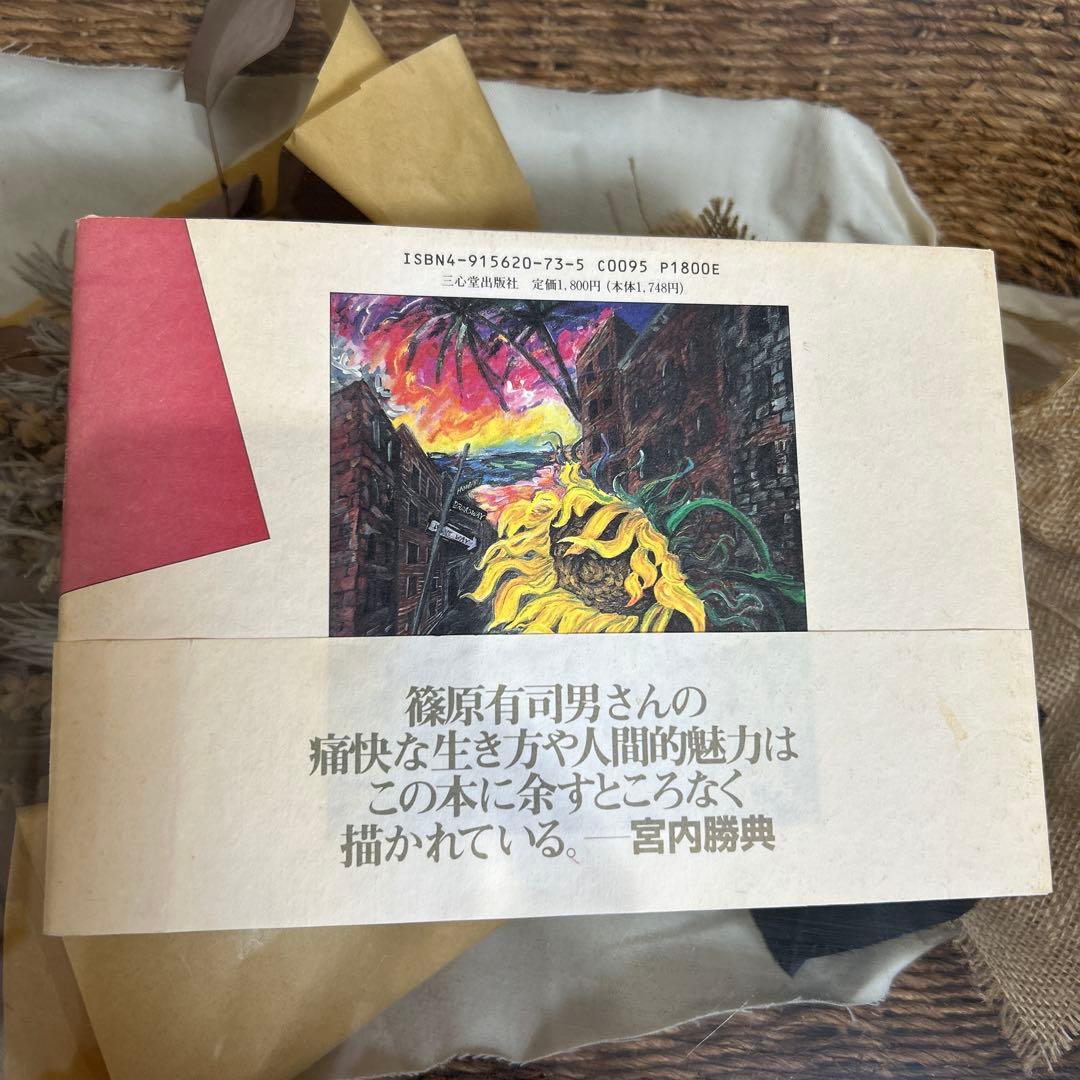 ISBN4-915620-73-5 C0095 P1800E
三心堂出版社 定価1,800円(本体1,748円)
BROADWAY
篠原有司男さんの
痛快な生き方や人間的魅力は
この本に余すところなく
描かれている。—宮内勝典